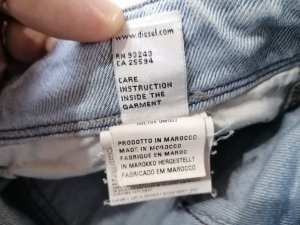 www.diesel.com
RN 93243
CA 25594
CARE
INSTRUCTION
INSIDE THE
GARMENT
PRODOTTO IN MAROCCO
MADE IN MOROCCO
FABRIQUE EN MAROC
IN MAROKKO HERGESTELLT
FABRICADO EM MARROCO